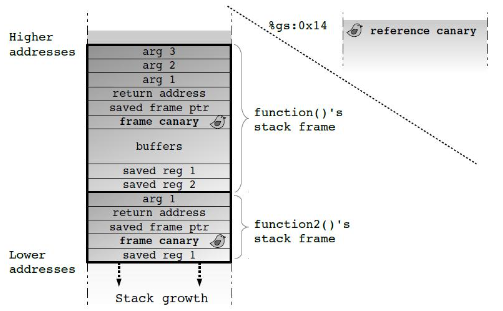 %gs:0x14
reference canary
Higher
addresses
arg 3
arg 2
arg 1
return address
saved frame ptr
frame canary
buffers
saved reg 1
saved reg 2
function()'s
stack frame
arg 1
return address
saved frame ptr
frame canary
saved reg 1
function2()'s
stack frame
Lower
addresses
Stack growth